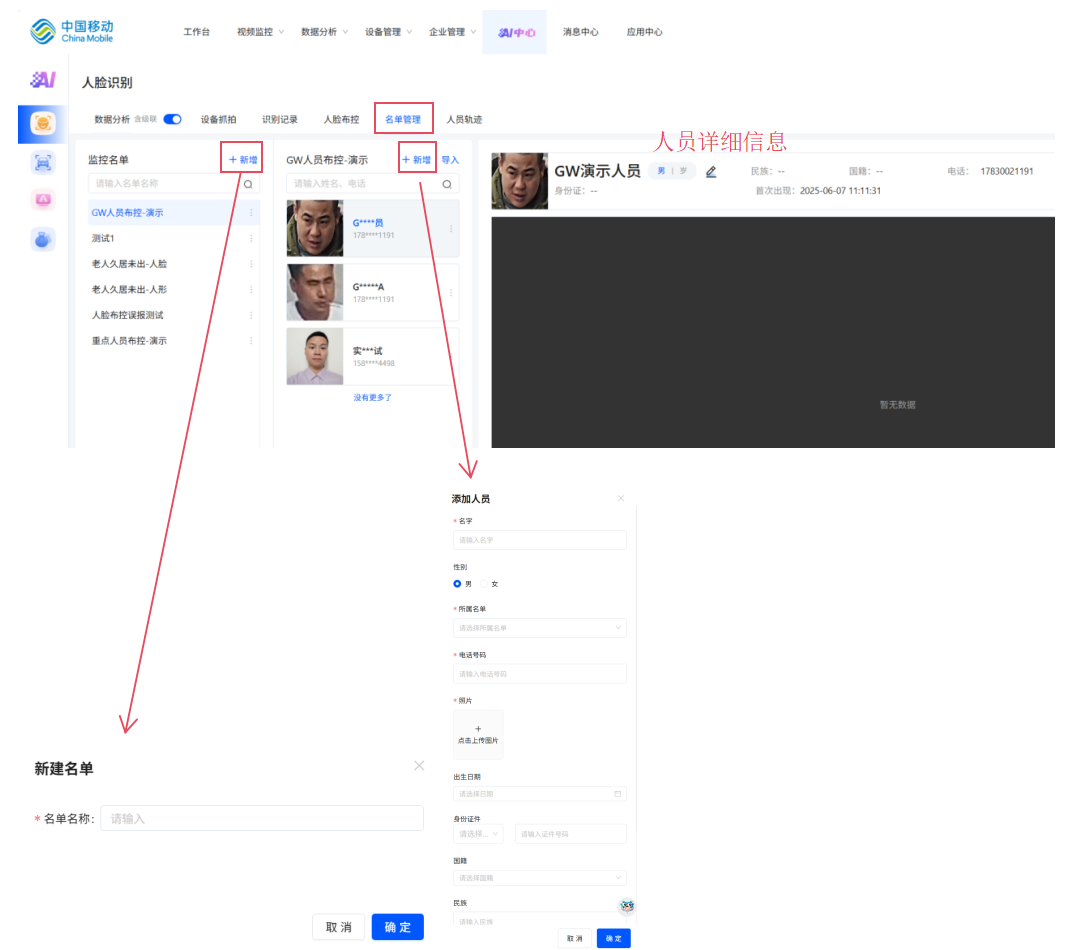 中国移动
China Mobile
工作台 视频监控 数据分析 设备管理 企业管理 AI中心 消息中心 应用中心
AI
人脸识别
数据分析 含级联 设备抓拍 识别记录 人脸布控 名单管理 人员轨迹
人员详细信息
监控名单 + 新增
请输入名单名称
GW人员布控-演示
测试1
老人久居未出-人脸
老人久居未出-人形
人脸布控误报测试
重点人员布控-演示
GW人员布控-演示 + 新增 导入
请输入姓名、电话
G****员
178****1191
G*****A
178****1191
实***试
158****4498
没有更多了
GW演示人员 男 | 岁 民族: -- 国籍: -- 电话: 17830021191
身份证: -- 首次出现: 2025-06-07 11:11:31
暂无数据
添加人员
* 名字
请输入名字
性别
男 女
* 所属名单
请选择所属名单
* 电话号码
请输入电话号码
* 照片
+
点击上传图片
出生日期
请选择日期
身份证件
请选择... 请输入证件号码
国籍
请选择国籍
民族
请输入民族
取 消 确 定
新建名单
* 名单名称: 请输入
取 消 确 定